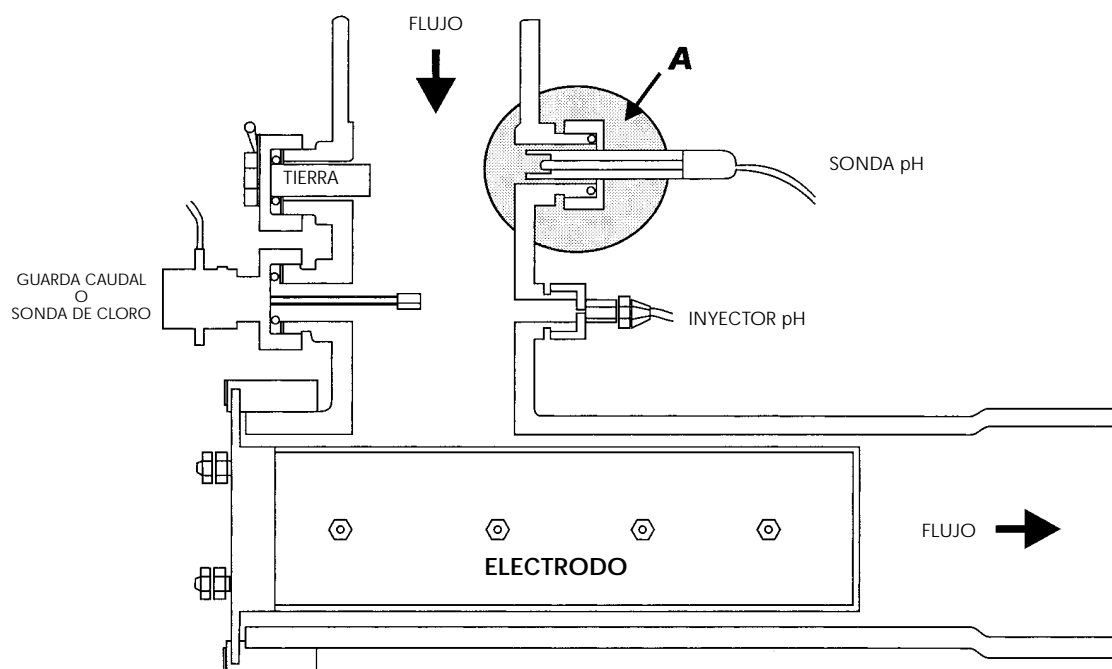 FLUJO
A
TIERRA
SONDA pH
GUARDA CAUDAL
O
SONDA DE CLORO
INYECTOR pH
FLUJO
ELECTRODO